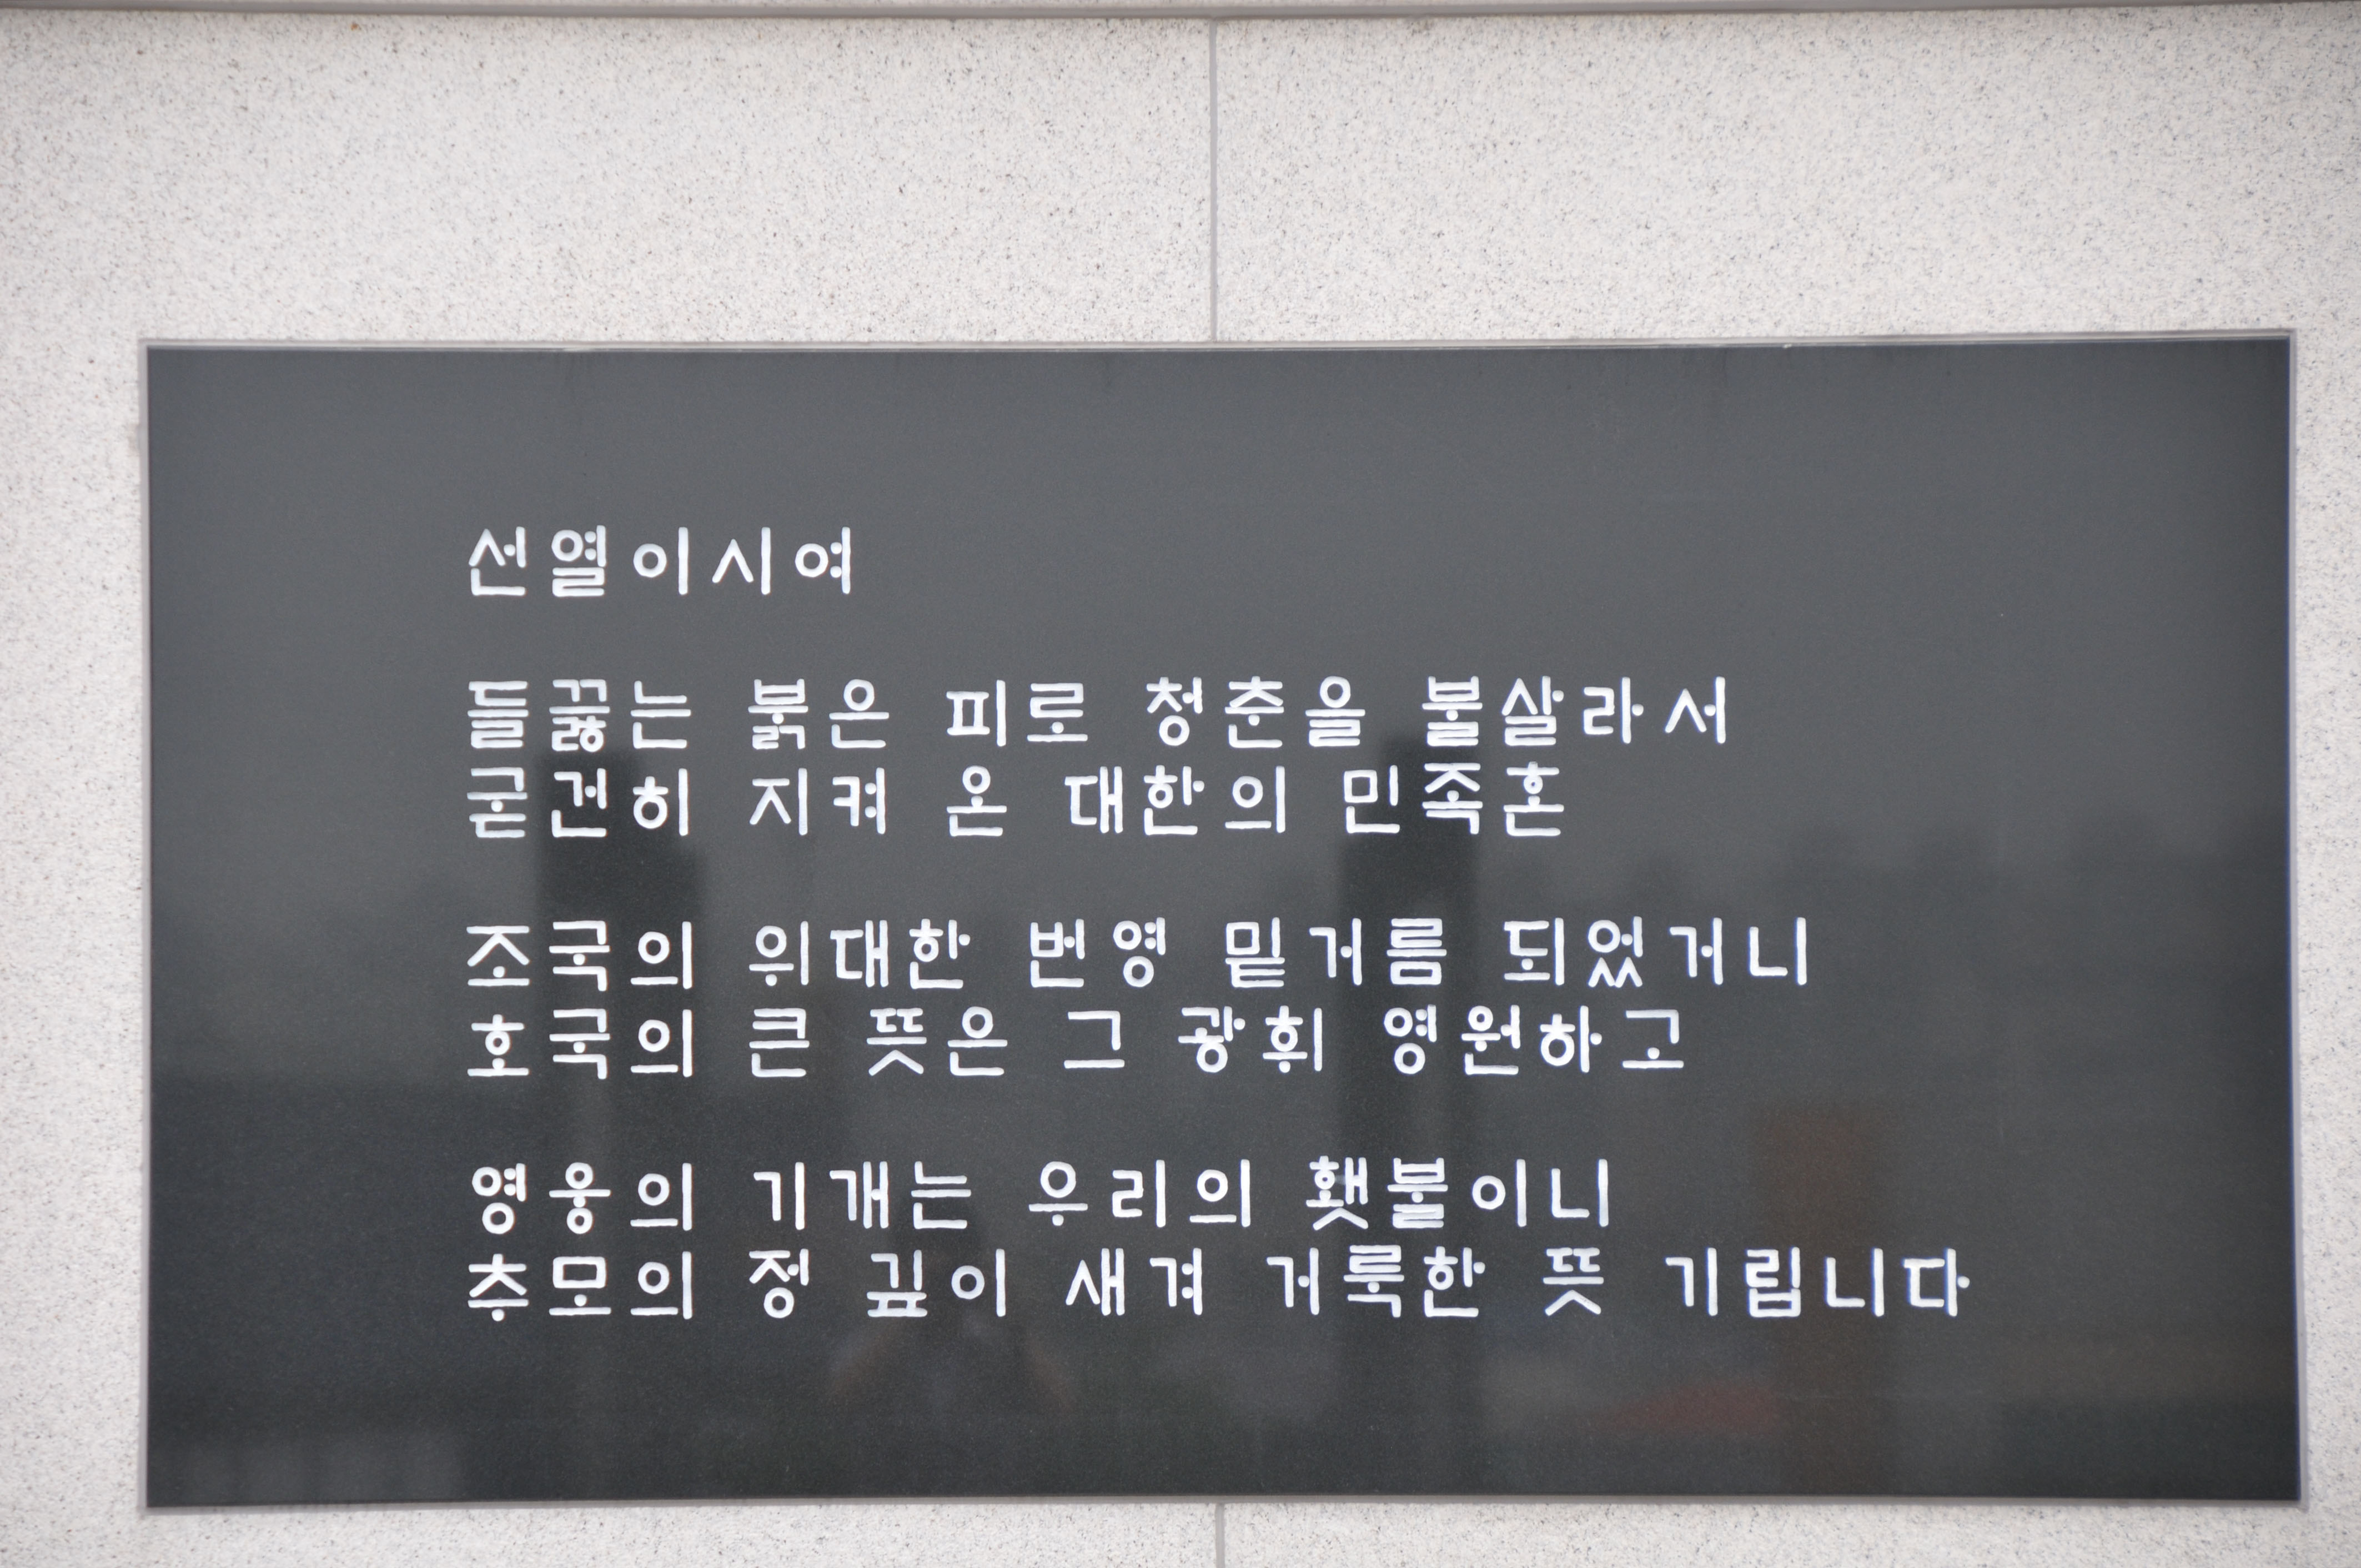 선열이시여
들끓는 붉은 피로 청춘을 불살라서
굳건히 지켜 온 대한의 민족혼
조국의 위대한 번영 밑거름 되었거니
호국의 큰 뜻은 그 광휘 영원하고
영웅의 기개는 우리의 횃불이니
추모의 정 깊이 새겨 거룩한 뜻 기립니다